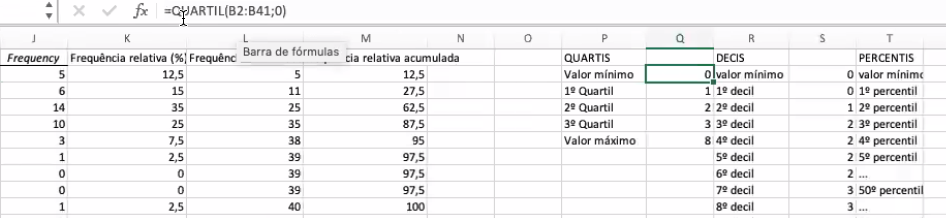 fx =QUARTIL(B2:B41;0)
J K L M N O P Q R S T
Barra de fórmulas
Frequency Frequência relativa (%) Frequênc ência relativa acumulada QUARTIS DECIS PERCENTIS
5 12,5 5 12,5 Valor mínimo 0 valor mínimo 0 valor mínimo
6 15 11 27,5 1º Quartil 1 1º decil 0 1º percentil
14 35 25 62,5 2º Quartil 2 2º decil 1 2º percentil
10 25 35 87,5 3º Quartil 3 3º decil 2 3º percentil
3 7,5 38 95 Valor máximo 8 4º decil 2 4º percentil
1 2,5 39 97,5 5º decil 2 5º percentil
0 0 39 97,5 6º decil 2 ...
0 0 39 97,5 7º decil 3 50º percentil
1 2,5 40 100 8º decil 3 ...